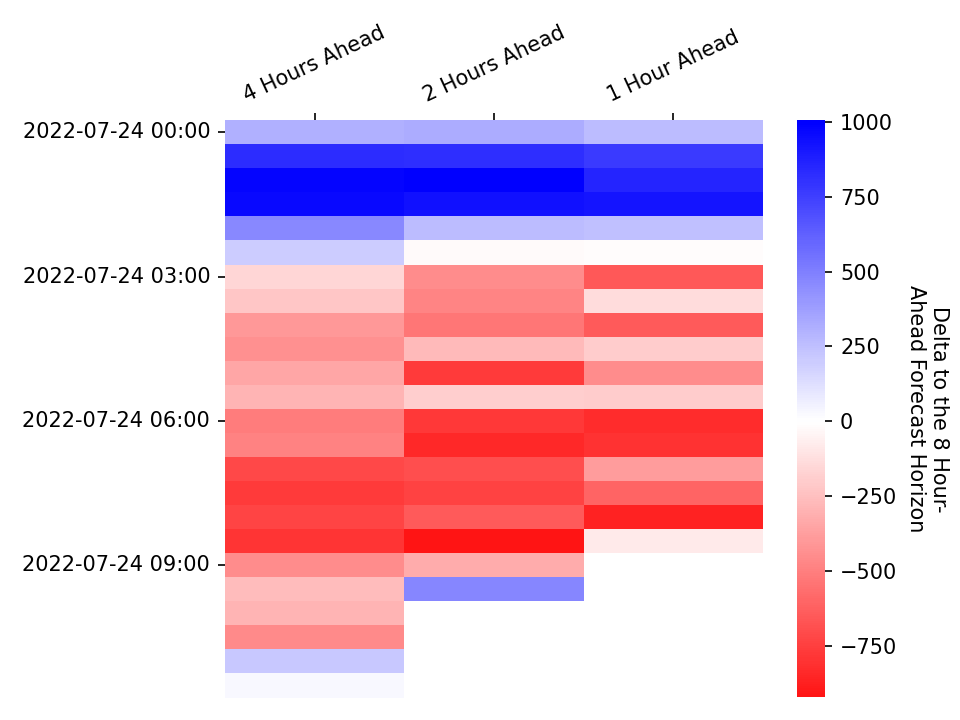 4 Hours Ahead
2 Hours Ahead
1 Hour Ahead
2022-07-24 00:00
2022-07-24 03:00
2022-07-24 06:00
2022-07-24 09:00
1000
750
500
250
0
−250
−500
−750
Delta to the 8 Hour-
Ahead Forecast Horizon